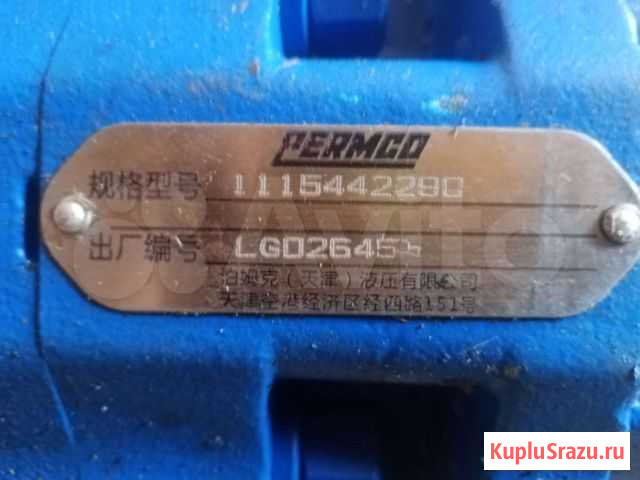 PERMCO
规格型号 1115442290
出厂编号 LG02645
泊姆克（天津）液压有限公司
天津空港经济区经四路151号
Avito
KupluSrazu.ru